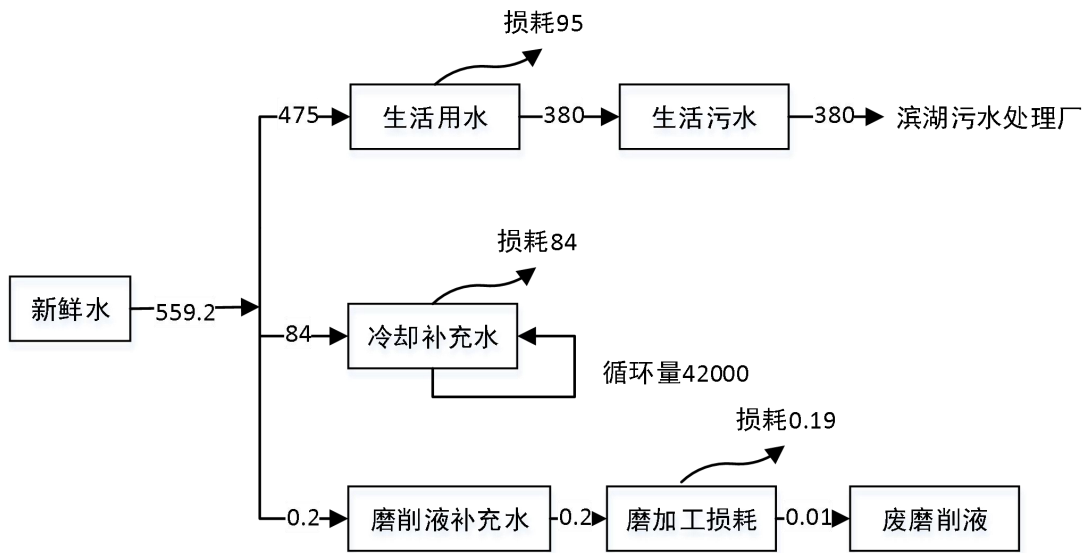 损耗95
475
生活用水
380
生活污水
380
滨湖污水处理厂
损耗84
新鲜水
559.2
84
冷却补充水
循环量42000
损耗0.19
0.2
磨削液补充水
0.2
磨加工损耗
0.01
废磨削液